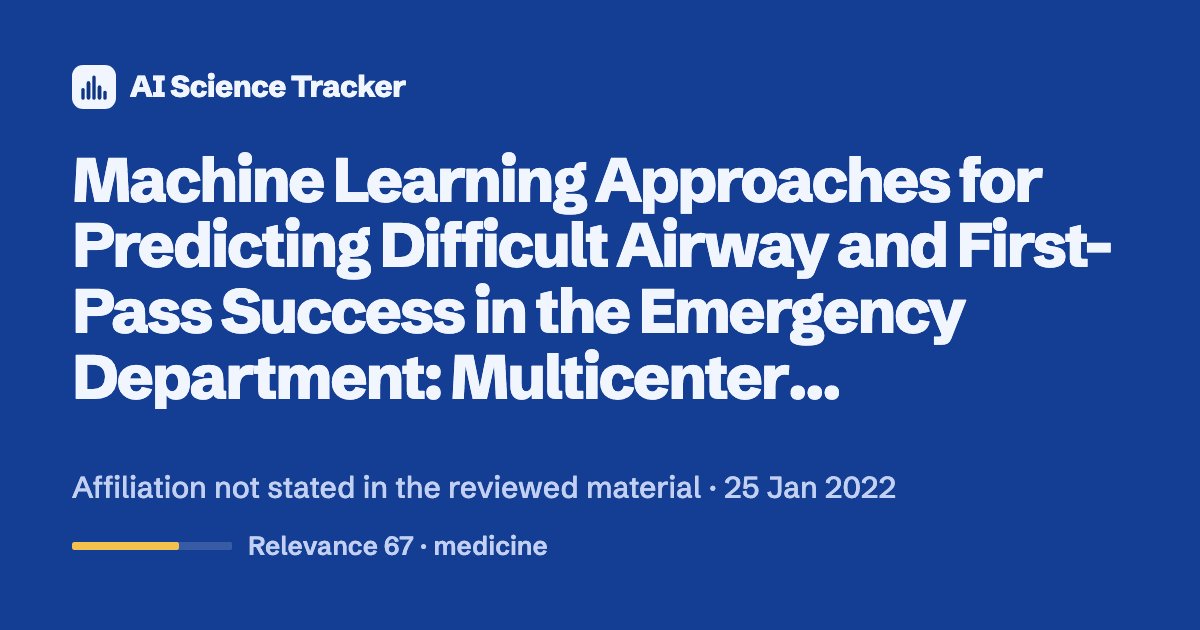 AI Science Tracker
Machine Learning Approaches for
Predicting Difficult Airway and First-
Pass Success in the Emergency
Department: Multicenter...
Affiliation not stated in the reviewed material · 25 Jan 2022
Relevance 67 · medicine